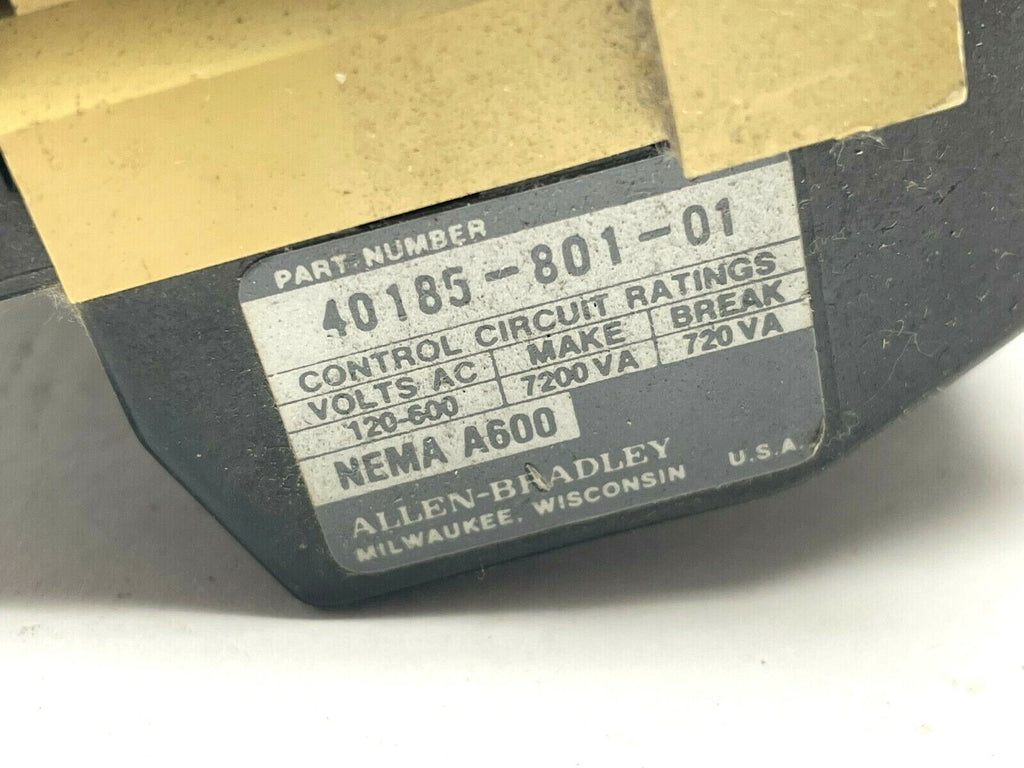 PART NUMBER
40185-801-01
CONTROL CIRCUIT RATINGS
VOLTS AC MAKE BREAK
120-600 7200 VA 720 VA
NEMA A600
ALLEN-BRADLEY
MILWAUKEE, WISCONSIN U.S.A.